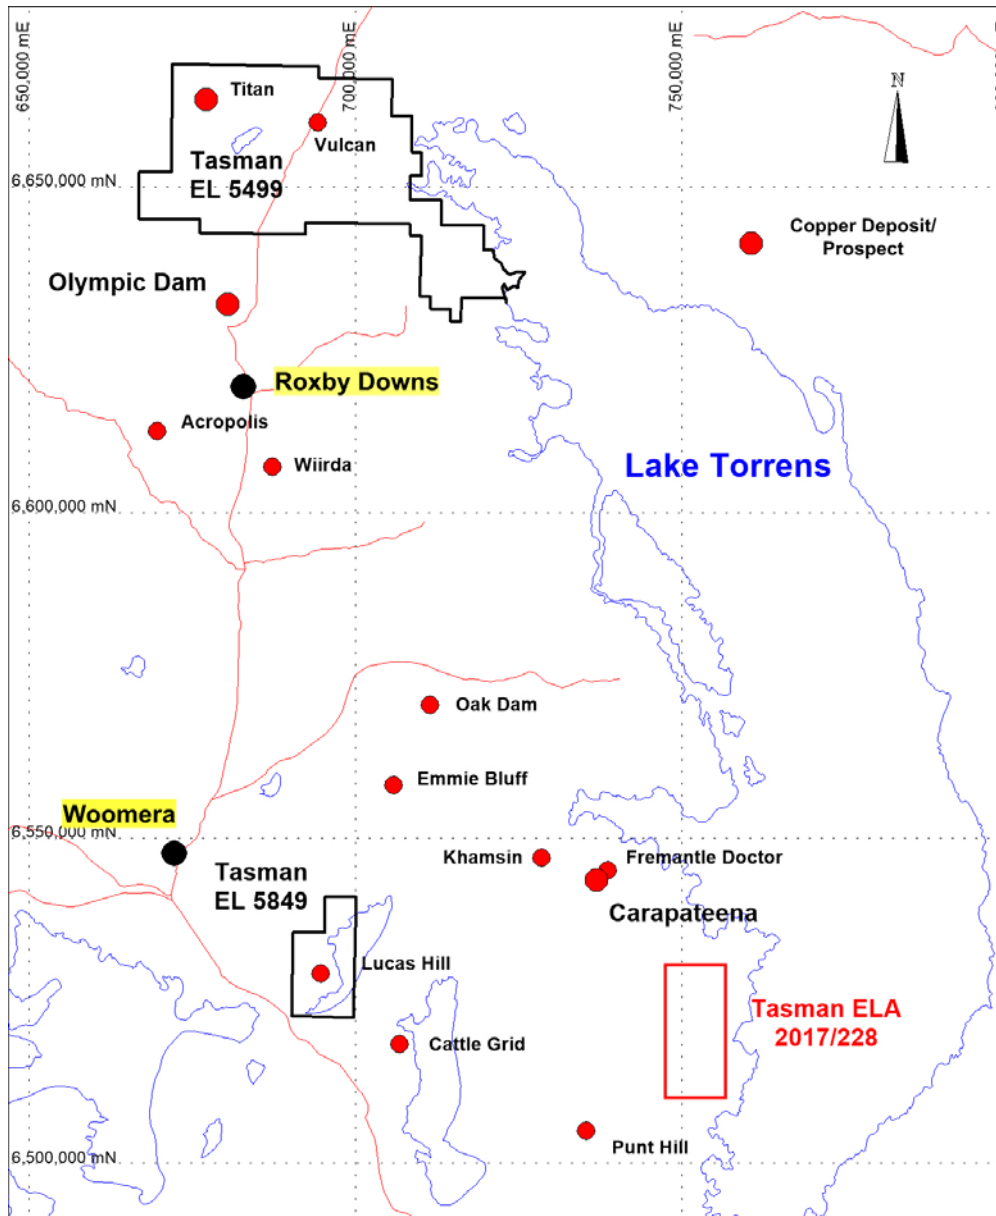 650,000 mE
700,000 mE
750,000 mE
N
Titan
Vulcan
Tasman
EL 5499
6,650,000 mN
Copper Deposit/
Prospect
Olympic Dam
Roxby Downs
Acropolis
Wiirda
Lake Torrens
6,600,000 mN
Oak Dam
Emmie Bluff
Woomera
6,550,000 mN
Khamsin
Fremantle Doctor
Tasman
EL 5849
Carapateena
Lucas Hill
Tasman ELA
2017/228
Cattle Grid
Punt Hill
6,500,000 mN